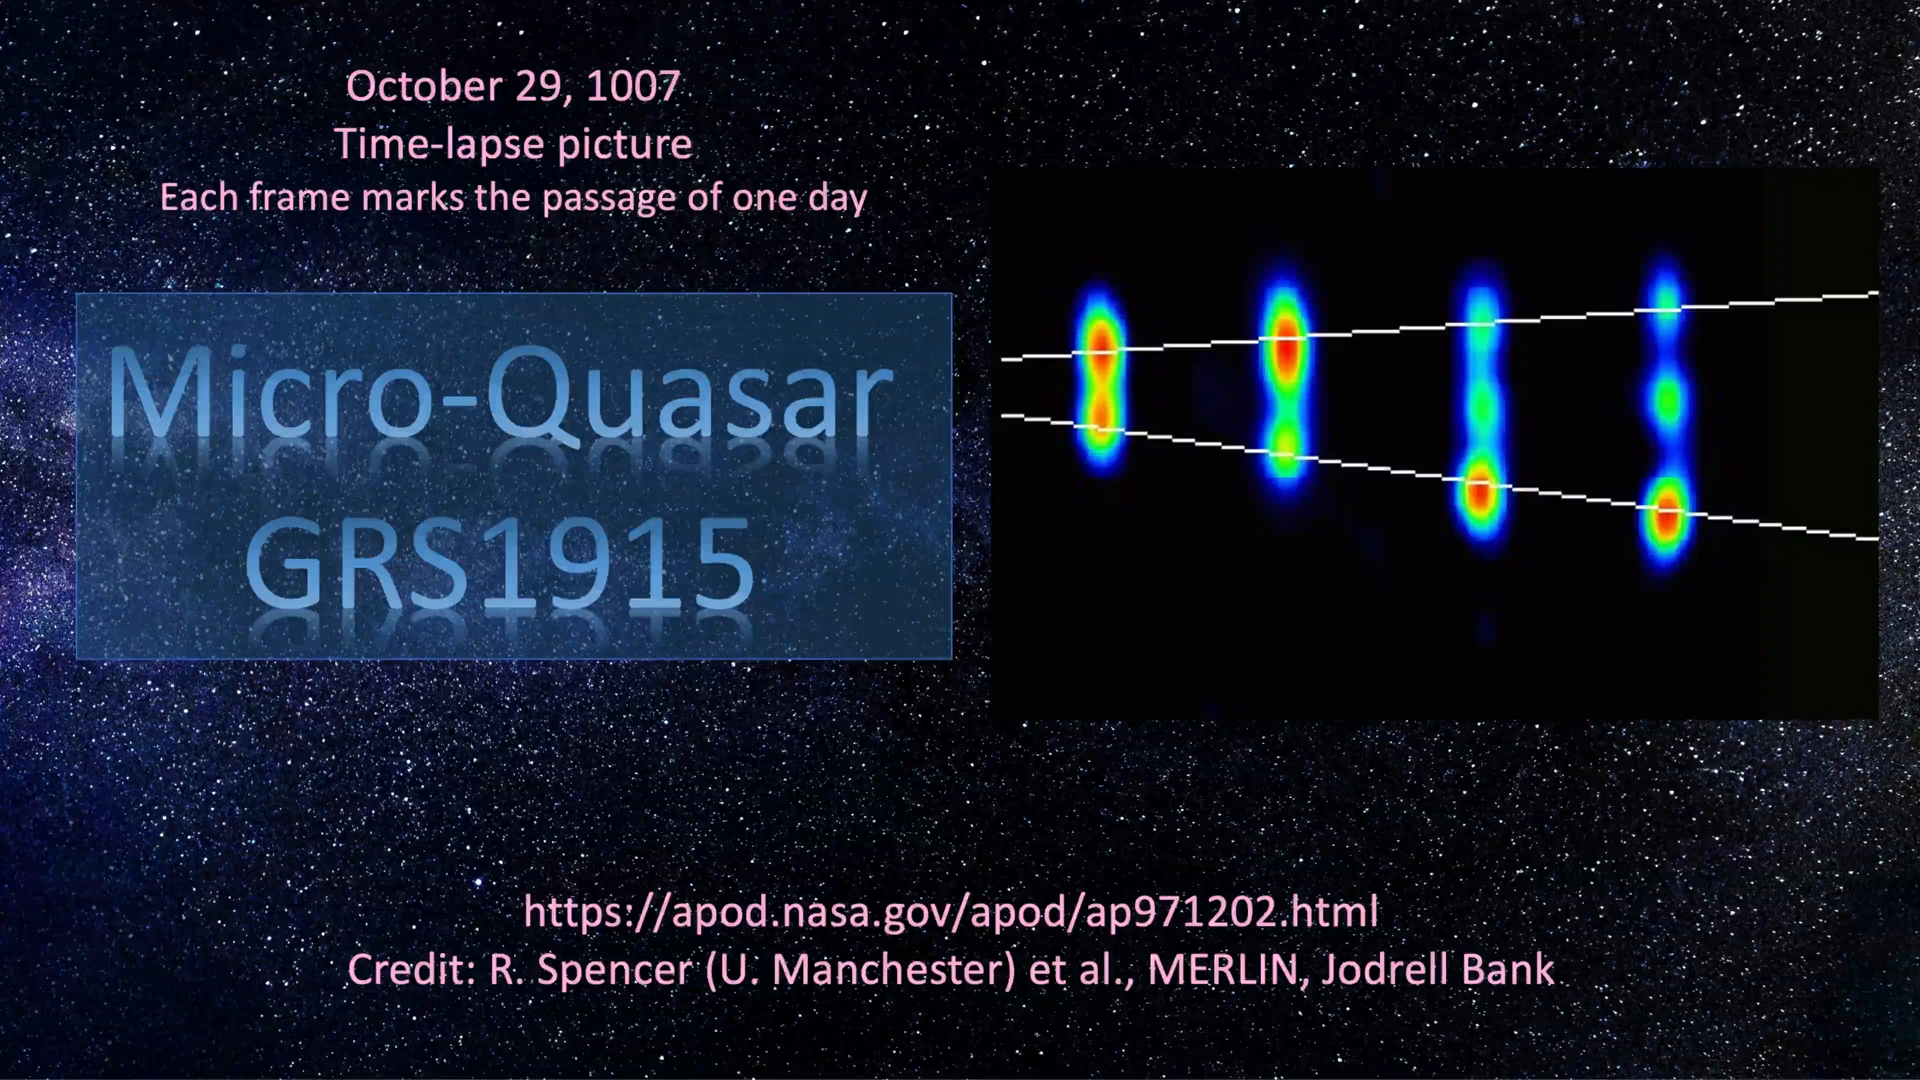 October 29, 1007
Time-lapse picture
Each frame marks the passage of one day
Micro-Quasar
GRS1915
https://apod.nasa.gov/apod/ap971202.html
Credit: R. Spencer (U. Manchester) et al., MERLIN, Jodrell Bank